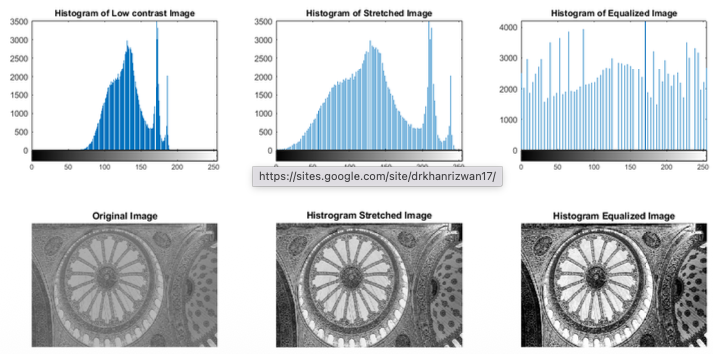 Histogram of Low contrast Image
3500
3000
2500
2000
1500
1000
500
0
0 50 100 150 200 250
Histogram of Stretched Image
3500
3000
2500
2000
1500
1000
500
0
0 50 100 150 200 250
Histogram of Equalized Image
4000
3000
2000
1000
0
0 50 100 150 200 250
https://sites.google.com/site/drkhanrizwan17/
Original Image
Histrogram Stretched Image
Histogram Equalized Image